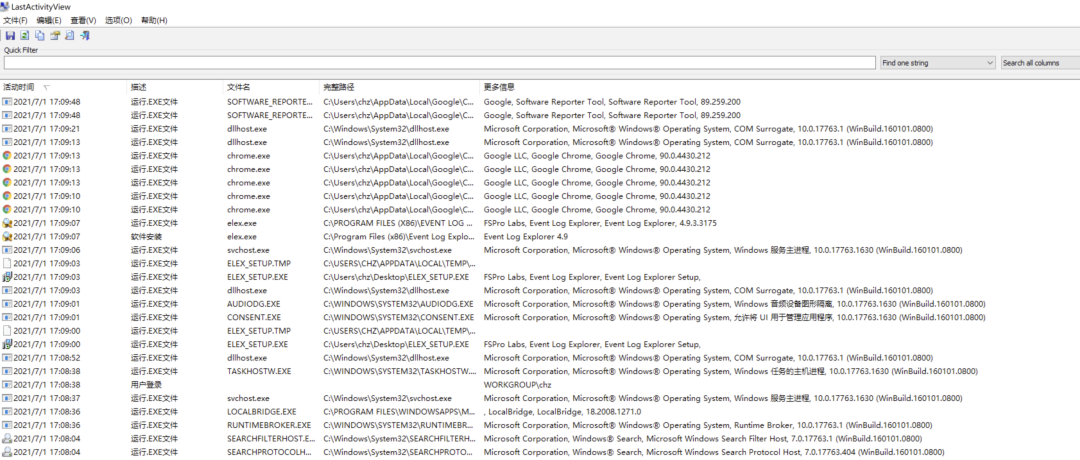 LastActivityView
文件(F) 编辑(E) 查看(V) 选项(O) 帮助(H)
Quick Filter
Find one string Search all columns
活动时间 描述 文件名 完整路径 更多信息
2021/7/1 17:09:48 运行.EXE文件 SOFTWARE_REPORTE... C:\Users\chz\AppData\Local\Google\C... Google, Software Reporter Tool, Software Reporter Tool, 89.259.200
2021/7/1 17:09:48 运行.EXE文件 SOFTWARE_REPORTE... C:\Users\chz\AppData\Local\Google\C... Google, Software Reporter Tool, Software Reporter Tool, 89.259.200
2021/7/1 17:09:21 运行.EXE文件 dllhost.exe C:\Windows\System32\dllhost.exe Microsoft Corporation, Microsoft® Windows® Operating System, COM Surrogate, 10.0.17763.1 (WinBuild.160101.0800)
2021/7/1 17:09:13 运行.EXE文件 dllhost.exe C:\Windows\System32\dllhost.exe Microsoft Corporation, Microsoft® Windows® Operating System, COM Surrogate, 10.0.17763.1 (WinBuild.160101.0800)
2021/7/1 17:09:13 运行.EXE文件 chrome.exe C:\Users\chz\AppData\Local\Google\C... Google LLC, Google Chrome, Google Chrome, 90.0.4430.212
2021/7/1 17:09:13 运行.EXE文件 chrome.exe C:\Users\chz\AppData\Local\Google\C... Google LLC, Google Chrome, Google Chrome, 90.0.4430.212
2021/7/1 17:09:13 运行.EXE文件 chrome.exe C:\Users\chz\AppData\Local\Google\C... Google LLC, Google Chrome, Google Chrome, 90.0.4430.212
2021/7/1 17:09:10 运行.EXE文件 chrome.exe C:\Users\chz\AppData\Local\Google\C... Google LLC, Google Chrome, Google Chrome, 90.0.4430.212
2021/7/1 17:09:10 运行.EXE文件 chrome.exe C:\Users\chz\AppData\Local\Google\C... Google LLC, Google Chrome, Google Chrome, 90.0.4430.212
2021/7/1 17:09:07 运行.EXE文件 elex.exe C:\PROGRAM FILES (X86)\EVENT LOG ... FSPro Labs, Event Log Explorer, Event Log Explorer, 4.9.3.3175
2021/7/1 17:09:07 软件安装 elex.exe C:\Program Files (x86)\Event Log Explo... Event Log Explorer 4.9
2021/7/1 17:09:06 运行.EXE文件 svchost.exe C:\Windows\System32\svchost.exe Microsoft Corporation, Microsoft® Windows® Operating System, Windows 服务主进程, 10.0.17763.1630 (WinBuild.160101.0800)
2021/7/1 17:09:03 运行.EXE文件 ELEX_SETUP.TMP C:\USERS\CHZ\APPDATA\LOCAL\TEMP\...
2021/7/1 17:09:03 运行.EXE文件 ELEX_SETUP.EXE C:\Users\chz\Desktop\ELEX_SETUP.EXE FSPro Labs, Event Log Explorer, Event Log Explorer Setup,
2021/7/1 17:09:03 运行.EXE文件 dllhost.exe C:\Windows\System32\dllhost.exe Microsoft Corporation, Microsoft® Windows® Operating System, COM Surrogate, 10.0.17763.1 (WinBuild.160101.0800)
2021/7/1 17:09:01 运行.EXE文件 AUDIODG.EXE C:\WINDOWS\SYSTEM32\AUDIODG.EXE Microsoft Corporation, Microsoft® Windows® Operating System, Windows 音频设备图形隔离, 10.0.17763.1630 (WinBuild.160101.0800)
2021/7/1 17:09:01 运行.EXE文件 CONSENT.EXE C:\WINDOWS\SYSTEM32\CONSENT.EXE Microsoft Corporation, Microsoft® Windows® Operating System, 允许将 UI 用于管理应用程序, 10.0.17763.1630 (WinBuild.160101.0800)
2021/7/1 17:09:00 运行.EXE文件 ELEX_SETUP.TMP C:\USERS\CHZ\APPDATA\LOCAL\TEMP\...
2021/7/1 17:09:00 运行.EXE文件 ELEX_SETUP.EXE C:\Users\chz\Desktop\ELEX_SETUP.EXE FSPro Labs, Event Log Explorer, Event Log Explorer Setup,
2021/7/1 17:08:52 运行.EXE文件 dllhost.exe C:\Windows\System32\dllhost.exe Microsoft Corporation, Microsoft® Windows® Operating System, COM Surrogate, 10.0.17763.1 (WinBuild.160101.0800)
2021/7/1 17:08:38 运行.EXE文件 TASKHOSTW.EXE C:\WINDOWS\SYSTEM32\TASKHOSTW.... Microsoft Corporation, Microsoft® Windows® Operating System, Windows 任务的主机进程, 10.0.17763.1630 (WinBuild.160101.0800)
2021/7/1 17:08:38 用户登录 WORKGROUP\chz
2021/7/1 17:08:37 运行.EXE文件 svchost.exe C:\Windows\System32\svchost.exe Microsoft Corporation, Microsoft® Windows® Operating System, Windows 服务主进程, 10.0.17763.1630 (WinBuild.160101.0800)
2021/7/1 17:08:36 运行.EXE文件 LOCALBRIDGE.EXE C:\PROGRAM FILES\WINDOWSAPPS\M... , LocalBridge, LocalBridge, 18.2008.1271.0
2021/7/1 17:08:36 运行.EXE文件 RUNTIMEBROKER.EXE C:\WINDOWS\SYSTEM32\RUNTIMEBR... Microsoft Corporation, Microsoft® Windows® Operating System, Runtime Broker, 10.0.17763.1 (WinBuild.160101.0800)
2021/7/1 17:08:04 运行.EXE文件 SEARCHFILTERHOST.E... C:\Windows\System32\SEARCHFILTERH... Microsoft Corporation, Windows® Search, Microsoft Windows Search Filter Host, 7.0.17763.1 (WinBuild.160101.0800)
2021/7/1 17:08:04 运行.EXE文件 SEARCHPROTOCOLH... C:\Windows\System32\SEARCHPROTO... Microsoft Corporation, Windows® Search, Microsoft Windows Search Protocol Host, 7.0.17763.404 (WinBuild.160101.0800)